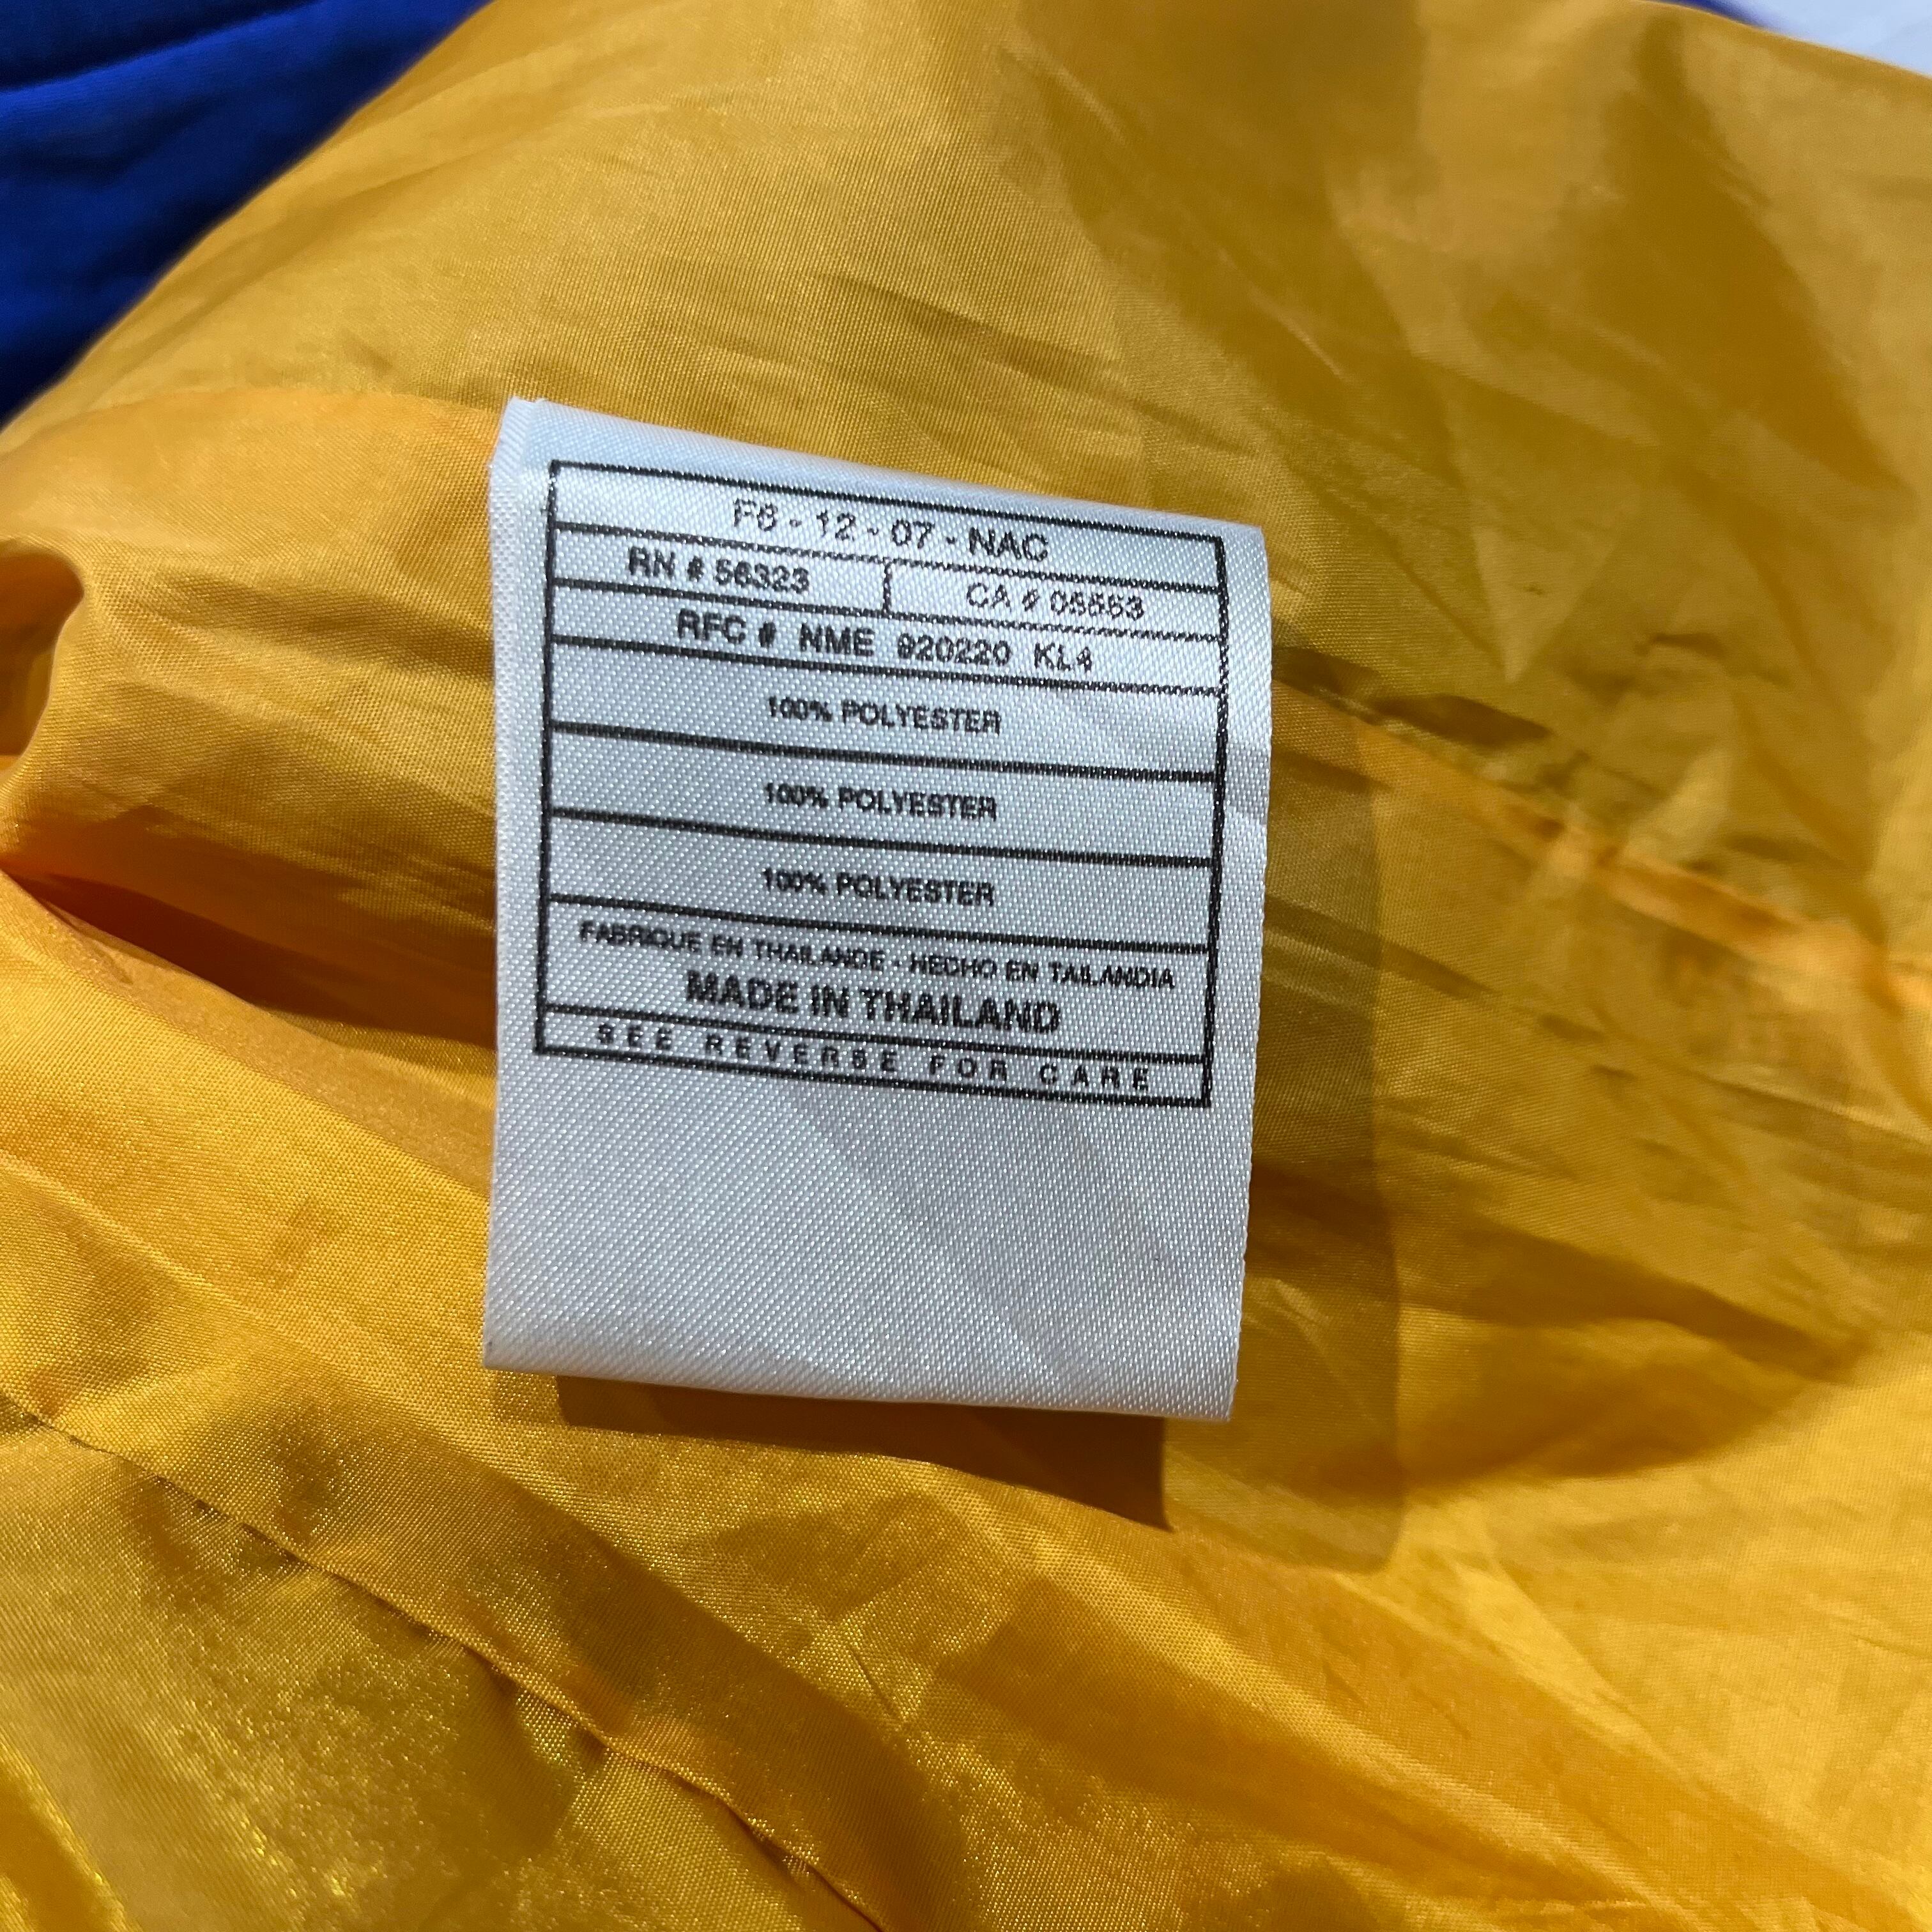 F6 - 12 - 07 - NAC
RN # 56323
CA # 05553
RFC # NME 920220 KL4
100% POLYESTER
100% POLYESTER
100% POLYESTER
FABRIQUE EN THAILANDE - HECHO EN TAILANDIA
MADE IN THAILAND
SEE REVERSE FOR CARE